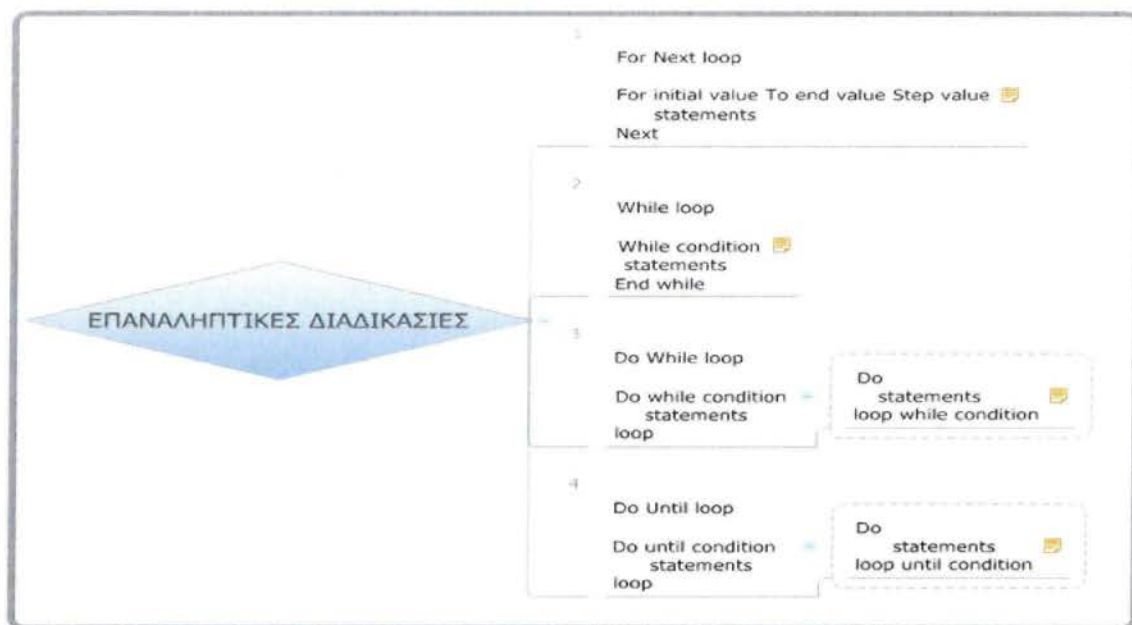 ΕΠΑΝΑΛΗΠΤΙΚΕΣ ΔΙΑΔΙΚΑΣΙΕΣ
1
For Next loop
For initial value To end value Step value
statements
Next
2
While loop
While condition
statements
End while
3
Do While loop
Do while condition
statements
loop
Do
statements
loop while condition
4
Do Until loop
Do until condition
statements
loop
Do
statements
loop until condition